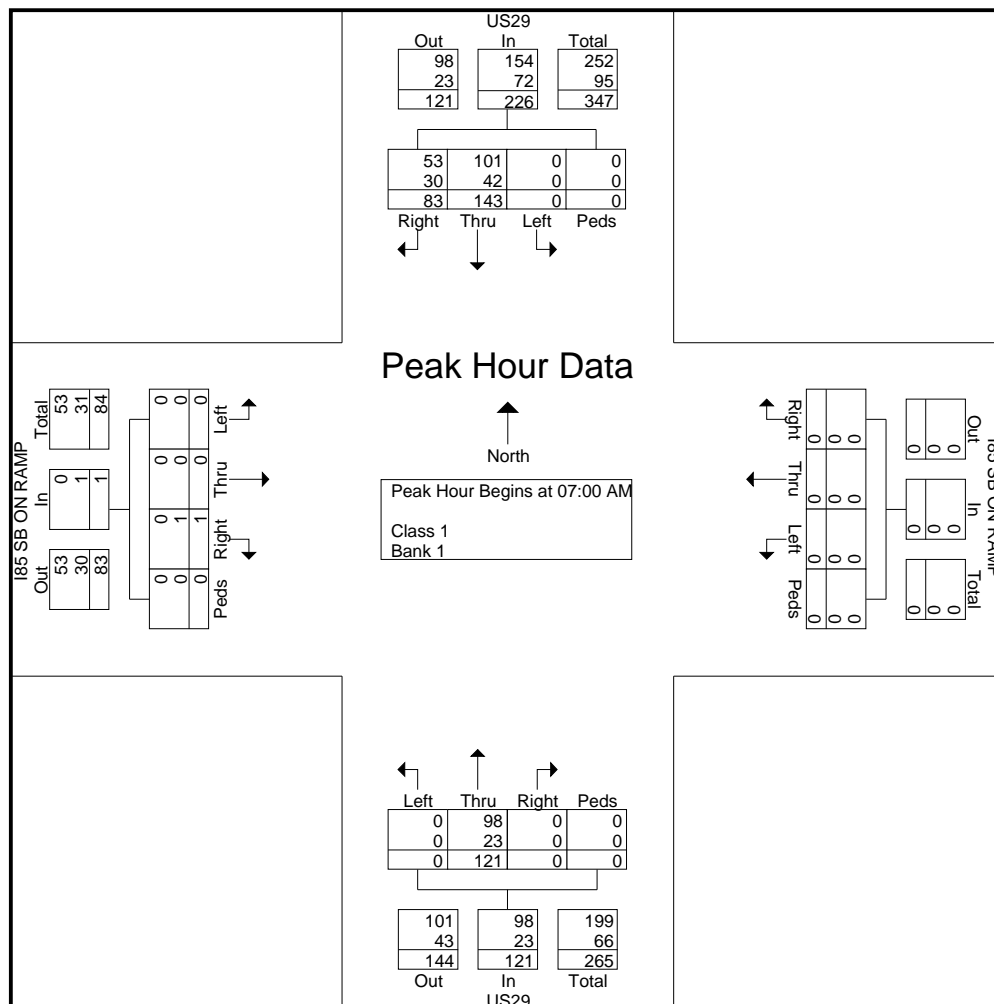 US29
Out In Total
98 154 252
23 72 95
121 226 347
53 101 0 0
30 42 0 0
83 143 0 0
Right Thru Left Peds
Peak Hour Data
North
Peak Hour Begins at 07:00 AM
Class 1
Bank 1
I85 SB ON RAMP
Total In Out
53 0 53
31 1 30
84 1 83
0 0 0 0
0 0 1 0
0 0 1 0
Left Thru Right Peds
I85 SB ON RAMP
Out In Total
0 0 0
0 0 0
0 0 0
0 0 0 0
0 0 0 0
0 0 0 0
Right Thru Left Peds
Left Thru Right Peds
0 98 0 0
0 23 0 0
0 121 0 0
101 98 199
43 23 66
144 121 265
Out In Total
US29